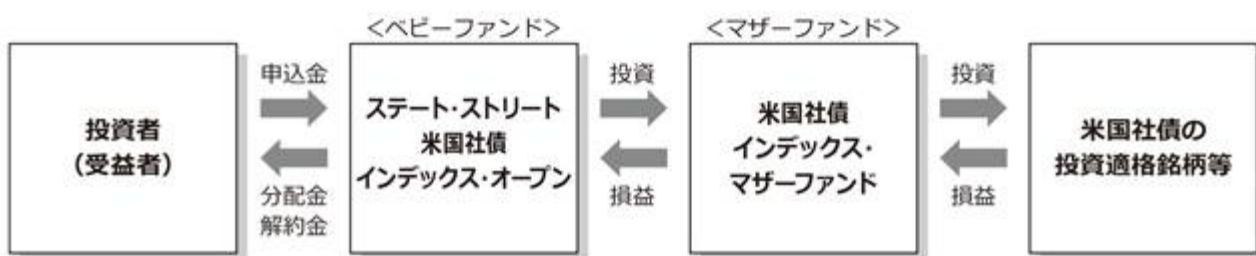 <ベビーファンド>
<マザーファンド>
投資者
(受益者)
申込金
分配金
解約金
ステート・ストリート
米国社債
インデックス・オープン
投資
損益
米国社債
インデックス・
マザーファンド
投資
損益
米国社債の
投資適格銘柄等